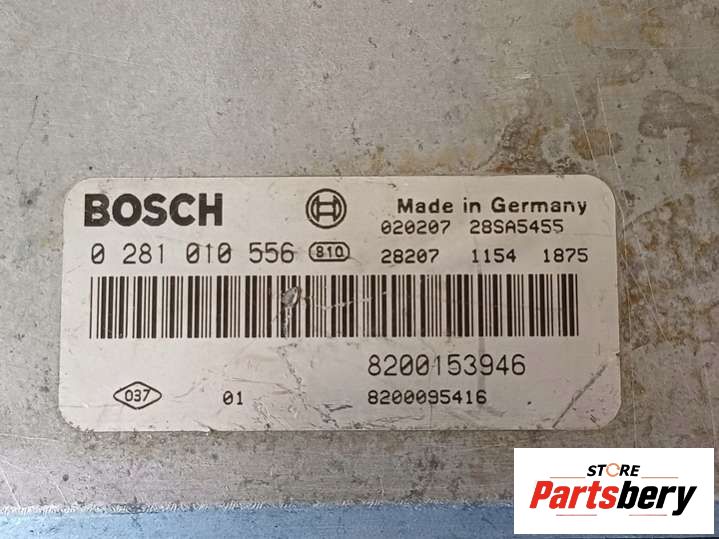 BOSCH
Made in Germany
020207 28SA5455
0 281 010 556 810
28207 1154 1875
8200153946
037 01 8200095416
STORE
Partsbery